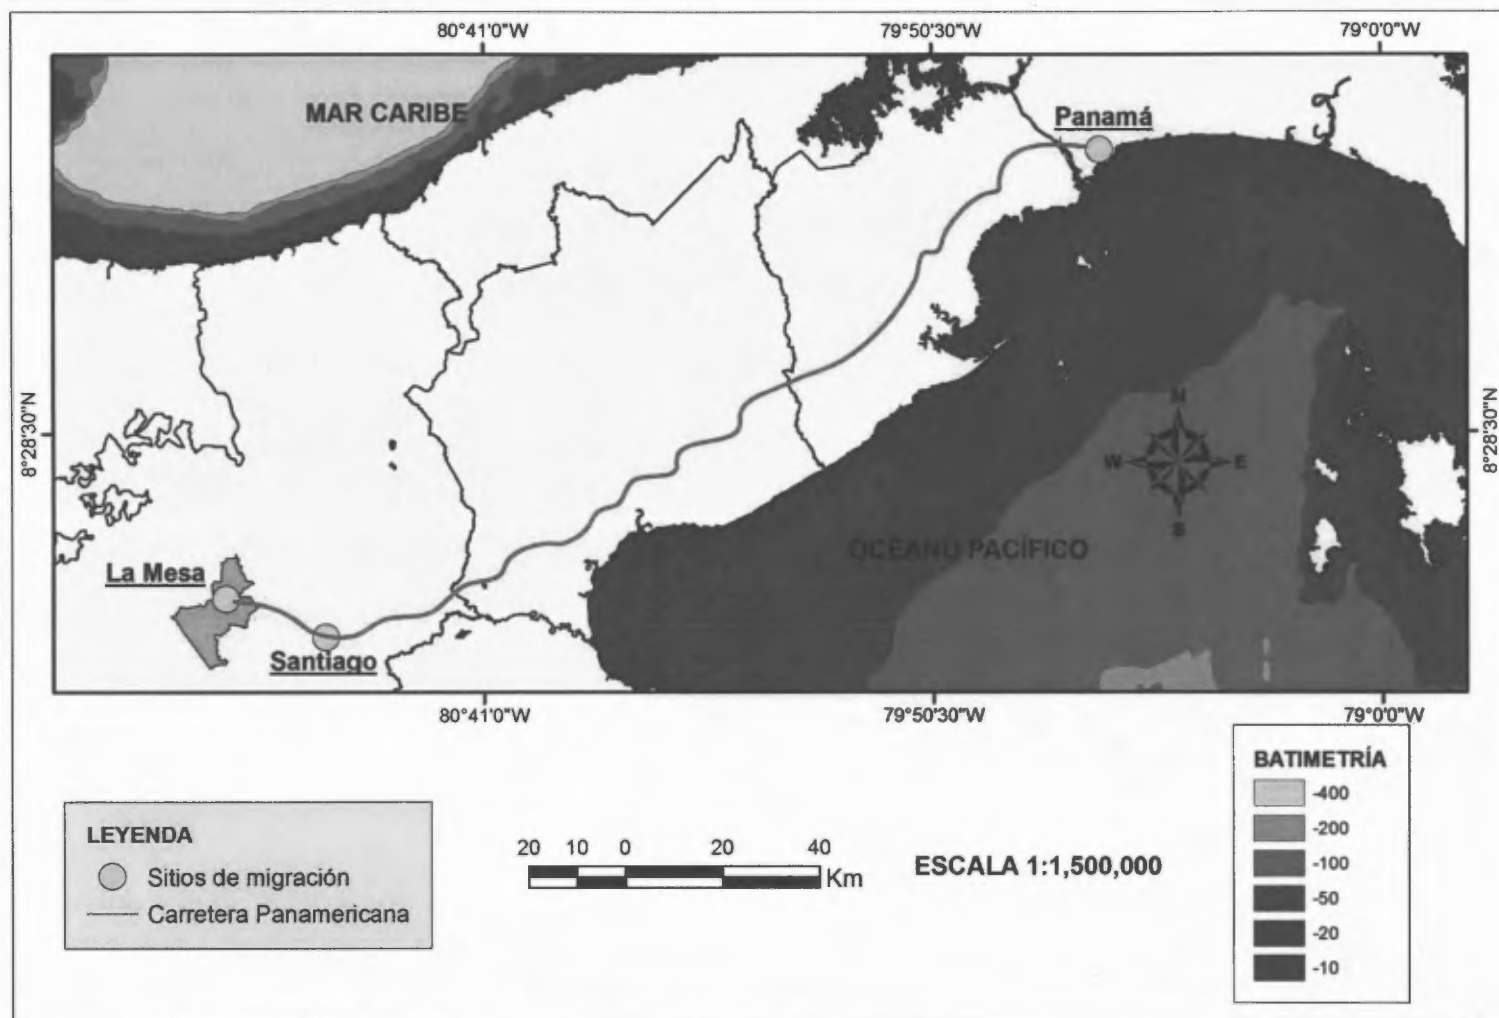 80°41'0"W
79°50'30"W
79°0'0"W
MAR CARIBE
Panamá
8°28'30"N
8°28'30"N
N
W
E
S
OCÉANO PACÍFICO
La Mesa
Santiago
80°41'0"W
79°50'30"W
79°0'0"W
LEYENDA
Sitios de migración
Carretera Panamericana
20 10 0 20 40
Km
ESCALA 1:1,500,000
BATIMETRÍA
-400
-200
-100
-50
-20
-10